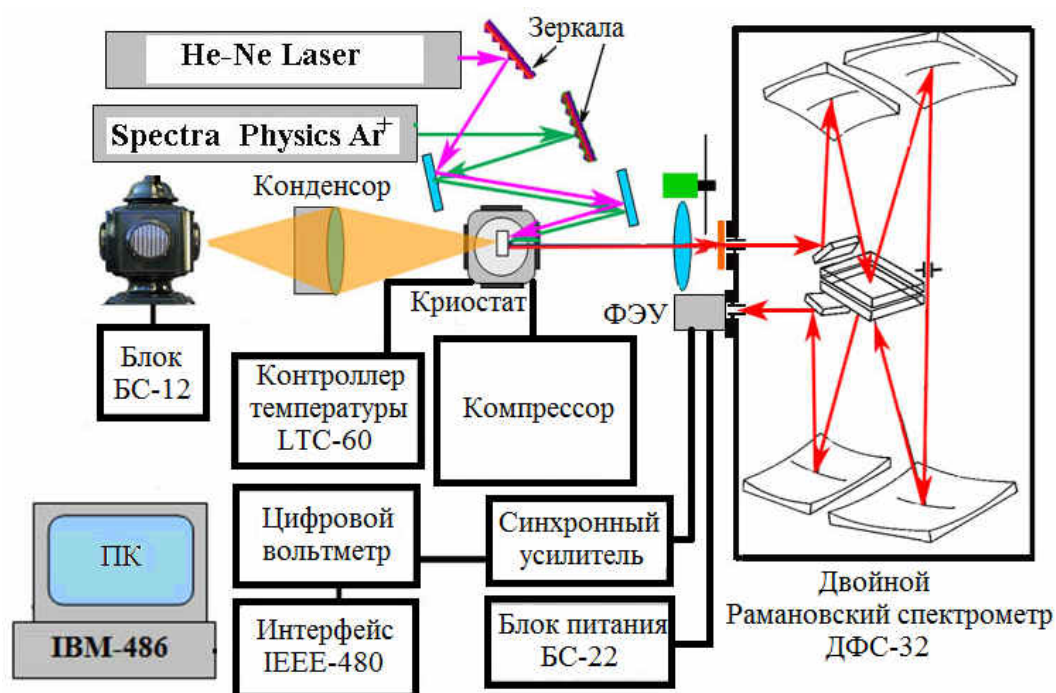 Зеркала
He-Ne Laser
Spectra Physics Ar+
Конденсор
Криостат
ФЭУ
Блок
БС-12
Контроллер
температуры
LTC-60
Компрессор
Цифровой
вольтметр
Синхронный
усилитель
ПК
IBM-486
Интерфейс
IEEE-480
Блок питания
БС-22
Двойной
Рамановский спектрометр
ДФС-32